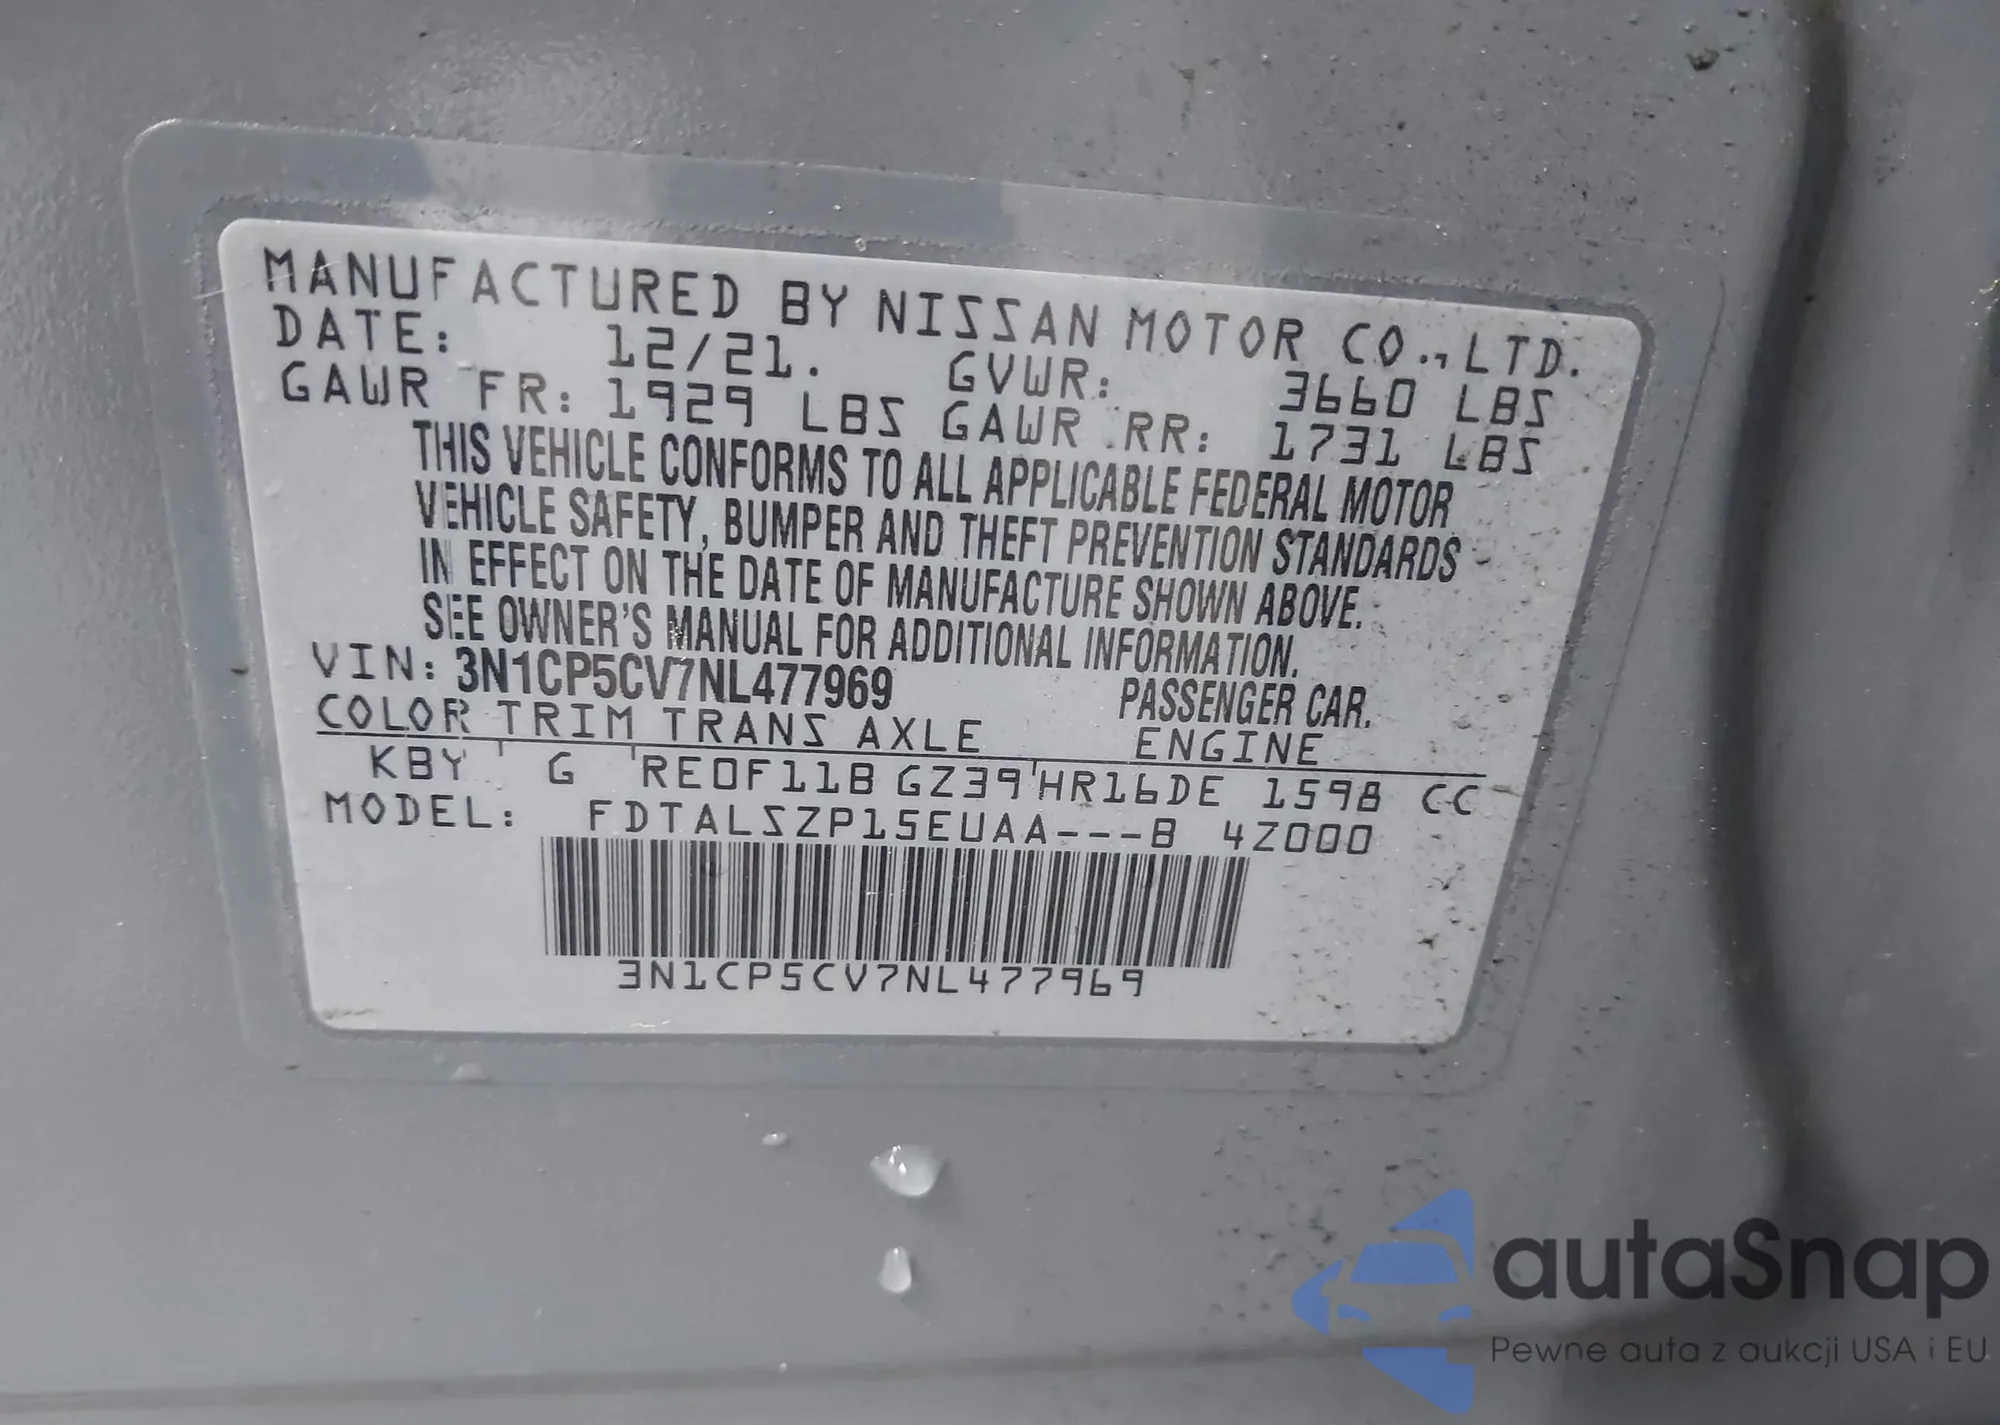 MANUFACTURED BY NISSAN MOTOR CO., LTD.
DATE: 12/21. GVWR: 3660 LBS
GAWR FR: 1929 LBS GAWR RR: 1731 LBS
THIS VEHICLE CONFORMS TO ALL APPLICABLE FEDERAL MOTOR
VEHICLE SAFETY, BUMPER AND THEFT PREVENTION STANDARDS
IN EFFECT ON THE DATE OF MANUFACTURE SHOWN ABOVE.
SEE OWNER'S MANUAL FOR ADDITIONAL INFORMATION.
VIN: 3N1CP5CV7NL477969 PASSENGER CAR.
COLOR TRIM TRANS AXLE ENGINE
KBY G RE0F11B GZ39 HR16DE 1598 CC
MODEL: FDTALSZP15EUAA---B 4Z000
3N1CP5CV7NL477969
autaSnap
Pewne auta z aukcji USA i EU